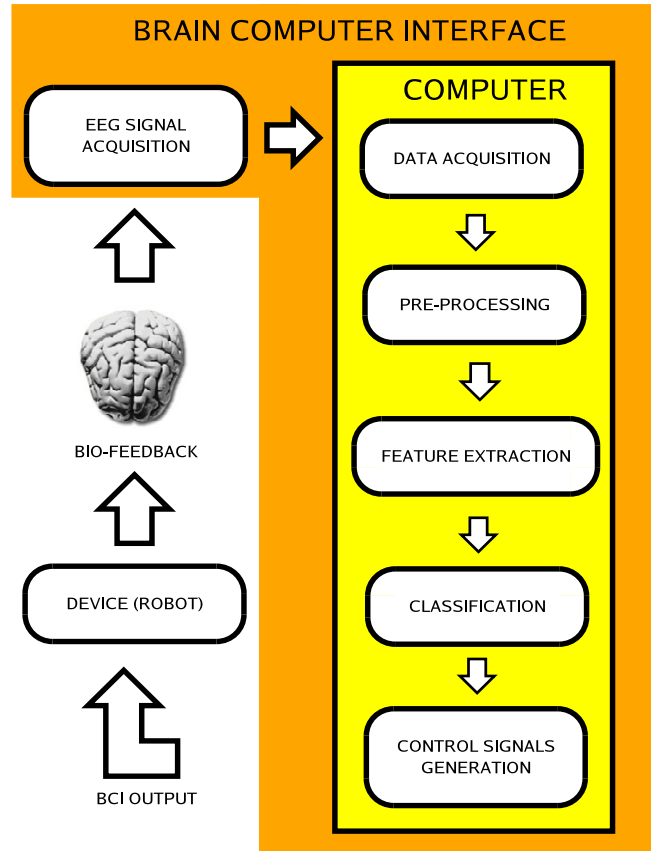 BRAIN COMPUTER INTERFACE
EEG SIGNAL
ACQUISITION
COMPUTER
DATA ACQUISITION
PRE-PROCESSING
FEATURE EXTRACTION
CLASSIFICATION
CONTROL SIGNALS
GENERATION
BIO-FEEDBACK
DEVICE (ROBOT)
BCI OUTPUT